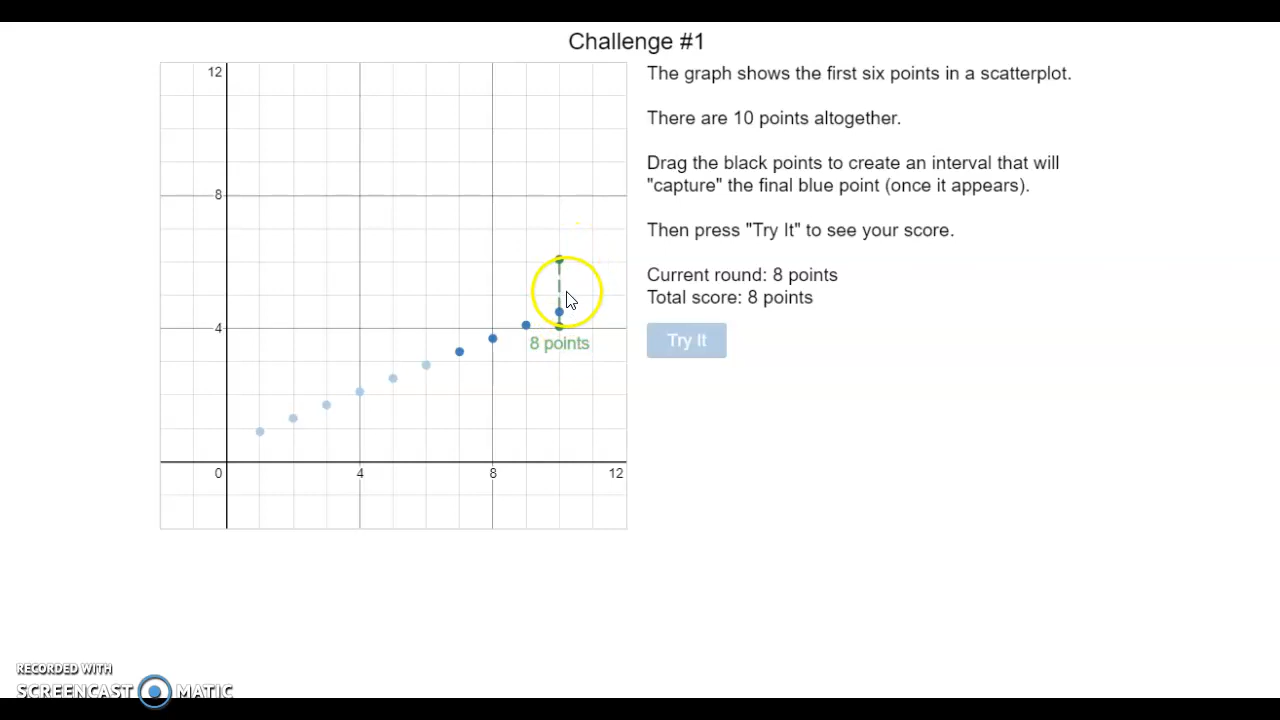 Challenge #1
12
8
4
0
4
8
12
8 points
The graph shows the first six points in a scatterplot.
There are 10 points altogether.
Drag the black points to create an interval that will
"capture" the final blue point (once it appears).
Then press "Try It" to see your score.
Current round: 8 points
Total score: 8 points
Try It
RECORDED WITH
SCREENCAST MATIC